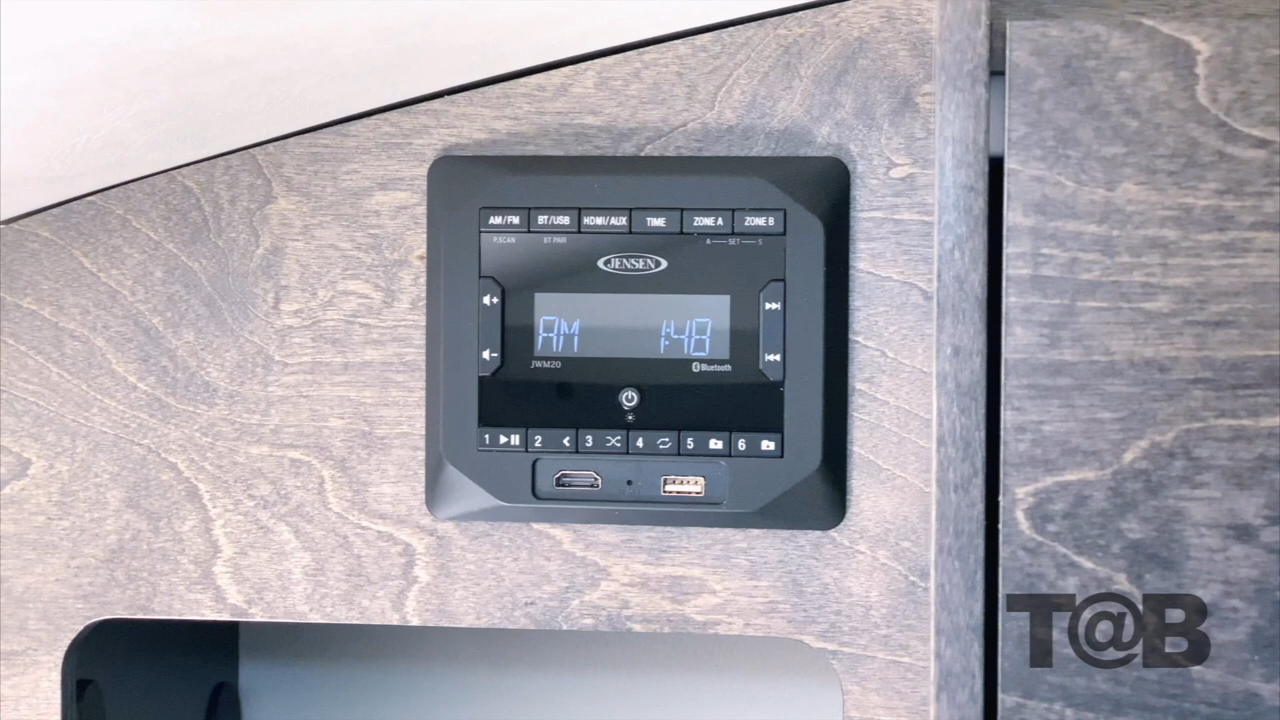 AM/FM BT/USB HDMI/AUX TIME ZONE A ZONE B
P.SCAN BT PAIR A SET S
JENSEN
AM 1:48
JWM20 Bluetooth
1 2 3 4 5 6
T@B